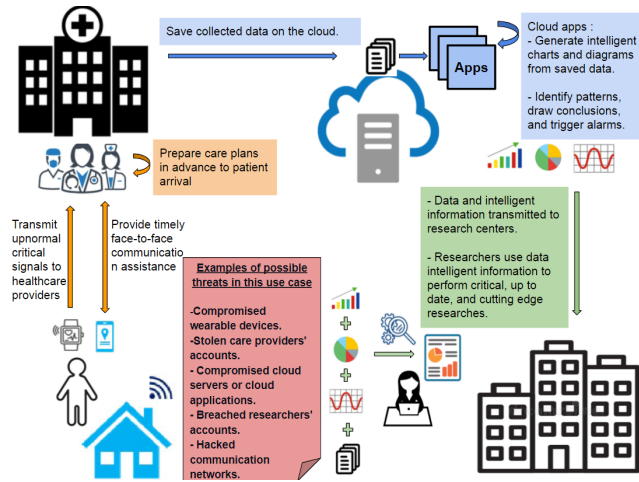 Save collected data on the cloud.
Apps
Cloud apps :
- Generate intelligent
charts and diagrams
from saved data.
- Identify patterns,
draw conclusions,
and trigger alarms.
Prepare care plans
in advance to patient
arrival
Transmit
upnormal
critical
signals to
healthcare
providers
Provide timely
face-to-face
communicatio
n assistance
- Data and intelligent
information transmitted to
research centers.
- Researchers use data
intelligent information to
perform critical, up to
date, and cutting edge
researches.
Examples of possible
threats in this use case
-Compromised
wearable devices.
-Stolen care providers'
accounts.
- Compromised cloud
servers or cloud
applications.
- Breached researchers'
accounts.
- Hacked
communication
networks.